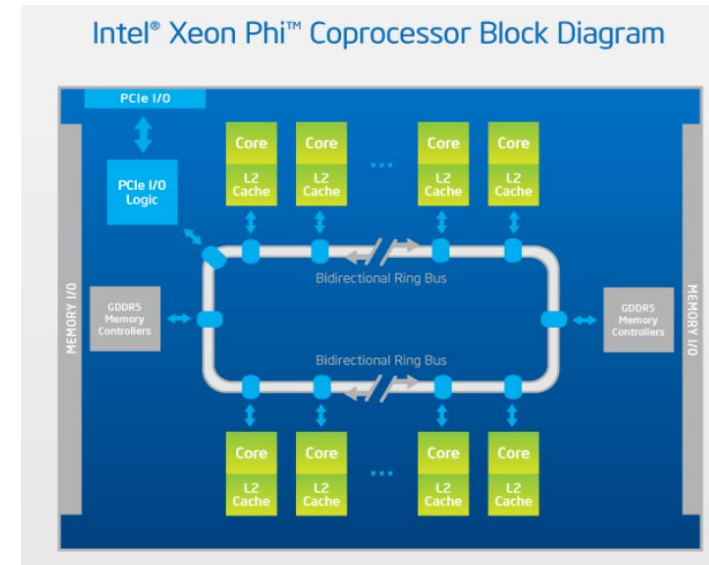 Intel® Xeon Phi™ Coprocessor Block Diagram
PCIe I/O
PCIe I/O
Logic
Core
L2
Cache
Core
L2
Cache
...
Core
L2
Cache
Core
L2
Cache
Bidirectional Ring Bus
MEMORY I/O
GDDR5
Memory
Controllers
GDDR5
Memory
Controllers
MEMORY I/O
Bidirectional Ring Bus
Core
L2
Cache
Core
L2
Cache
...
Core
L2
Cache
Core
L2
Cache